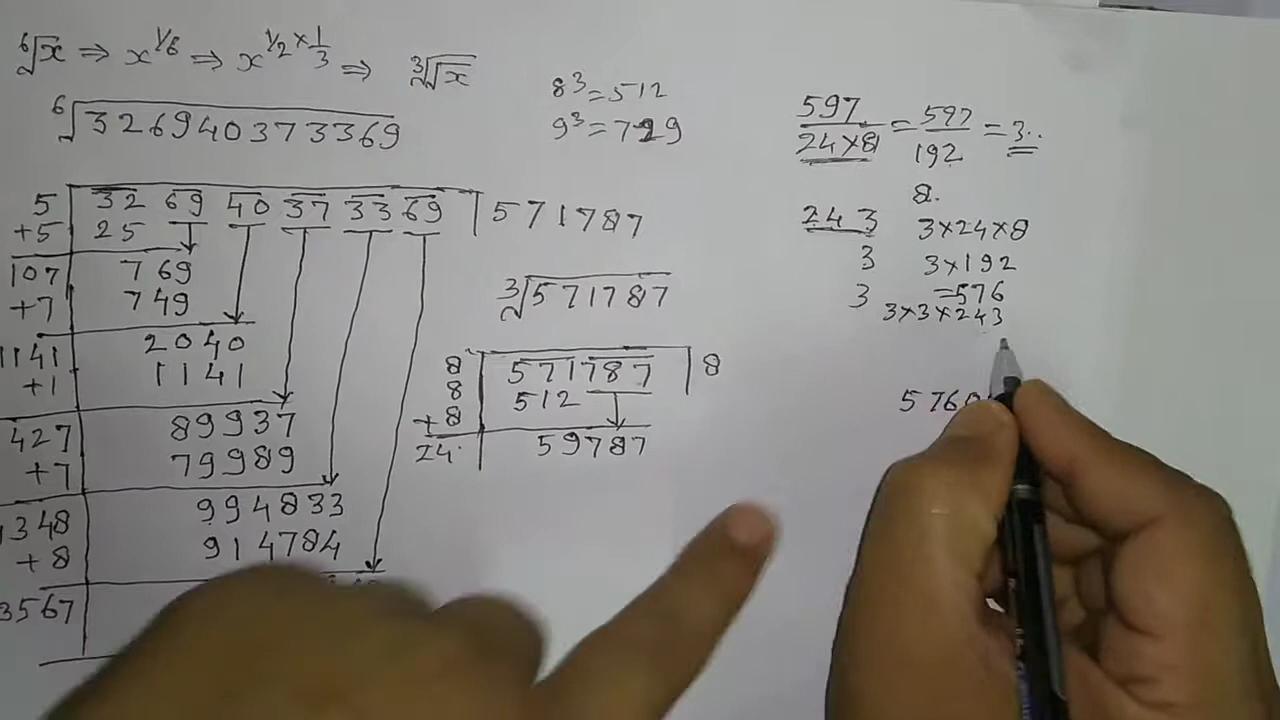 ⁶√x ⇒ x^1/6 ⇒ x^1/2 × 1/3 ⇒ ³√√x
⁶√326940373369
8³=512
9³=729
5 | 32 69 40 37 33 69 | 571787
+5 | 25
107 | 769
+7 | 749
1141 | 2040
+1 | 1141
427 | 89937
+7 | 79989
1348 | 994833
+8 | 914784
3567
³√571787
8 | 571787 | 8
8 | 512
+8
24. | 59787
597/24×8 = 597/192 = 3..
8.
243 3×24×8
3 3×192
3 =576
3×3×243
5760